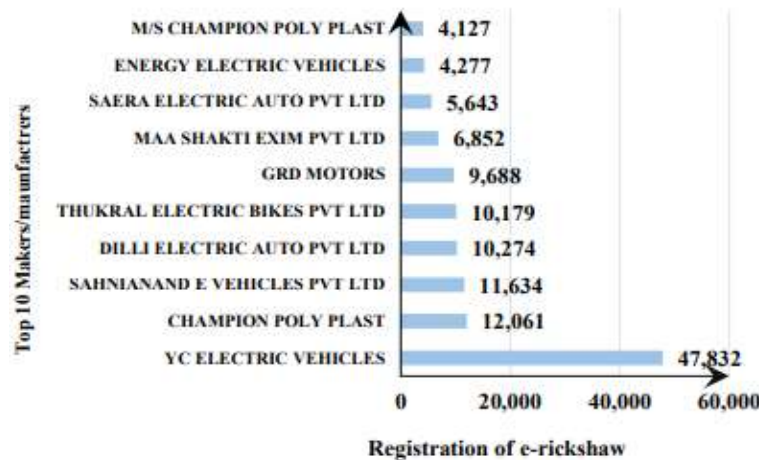 Top 10 Makers/maunfactrers
M/S CHAMPION POLY PLAST 4,127
ENERGY ELECTRIC VEHICLES 4,277
SAERA ELECTRIC AUTO PVT LTD 5,643
MAA SHAKTI EXIM PVT LTD 6,852
GRD MOTORS 9,688
THUKRAL ELECTRIC BIKES PVT LTD 10,179
DILLI ELECTRIC AUTO PVT LTD 10,274
SAHNIANAND E VEHICLES PVT LTD 11,634
CHAMPION POLY PLAST 12,061
YC ELECTRIC VEHICLES 47,832
0 20,000 40,000 60,000
Registration of e-rickshaw